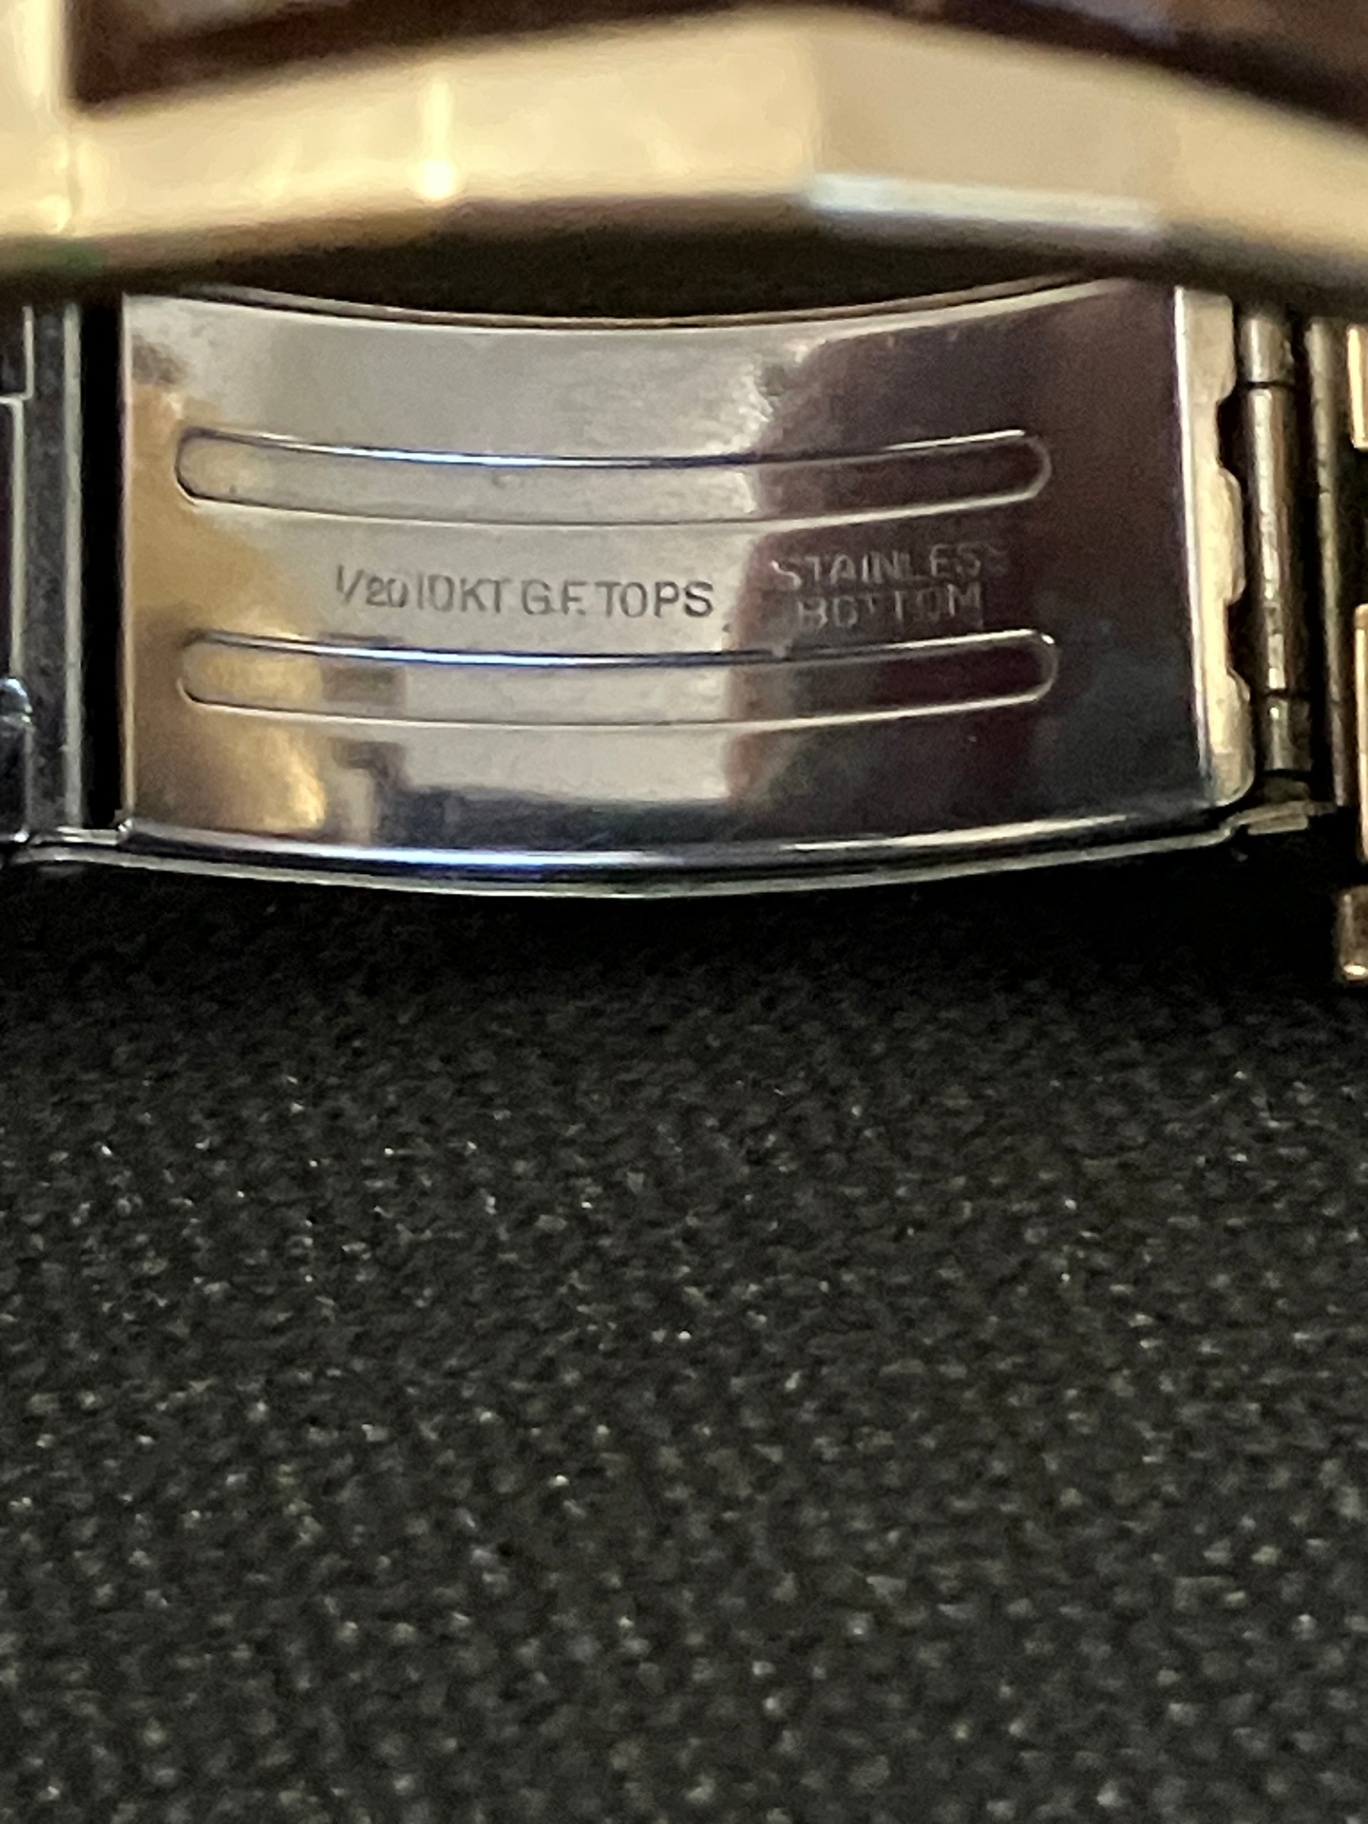 1/20 10KT G.F. TOPS
STAINLESS
BOTTOM